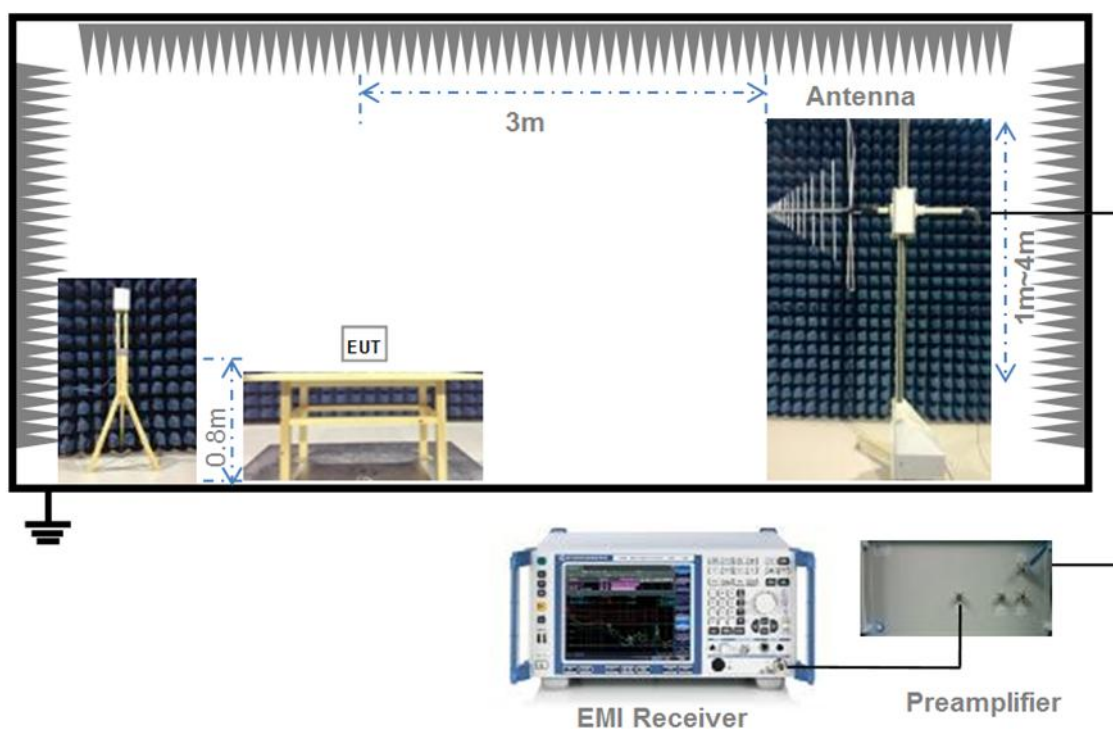 Antenna
3m
1m~4m
EUT
0.8m
EMI Receiver
Preamplifier